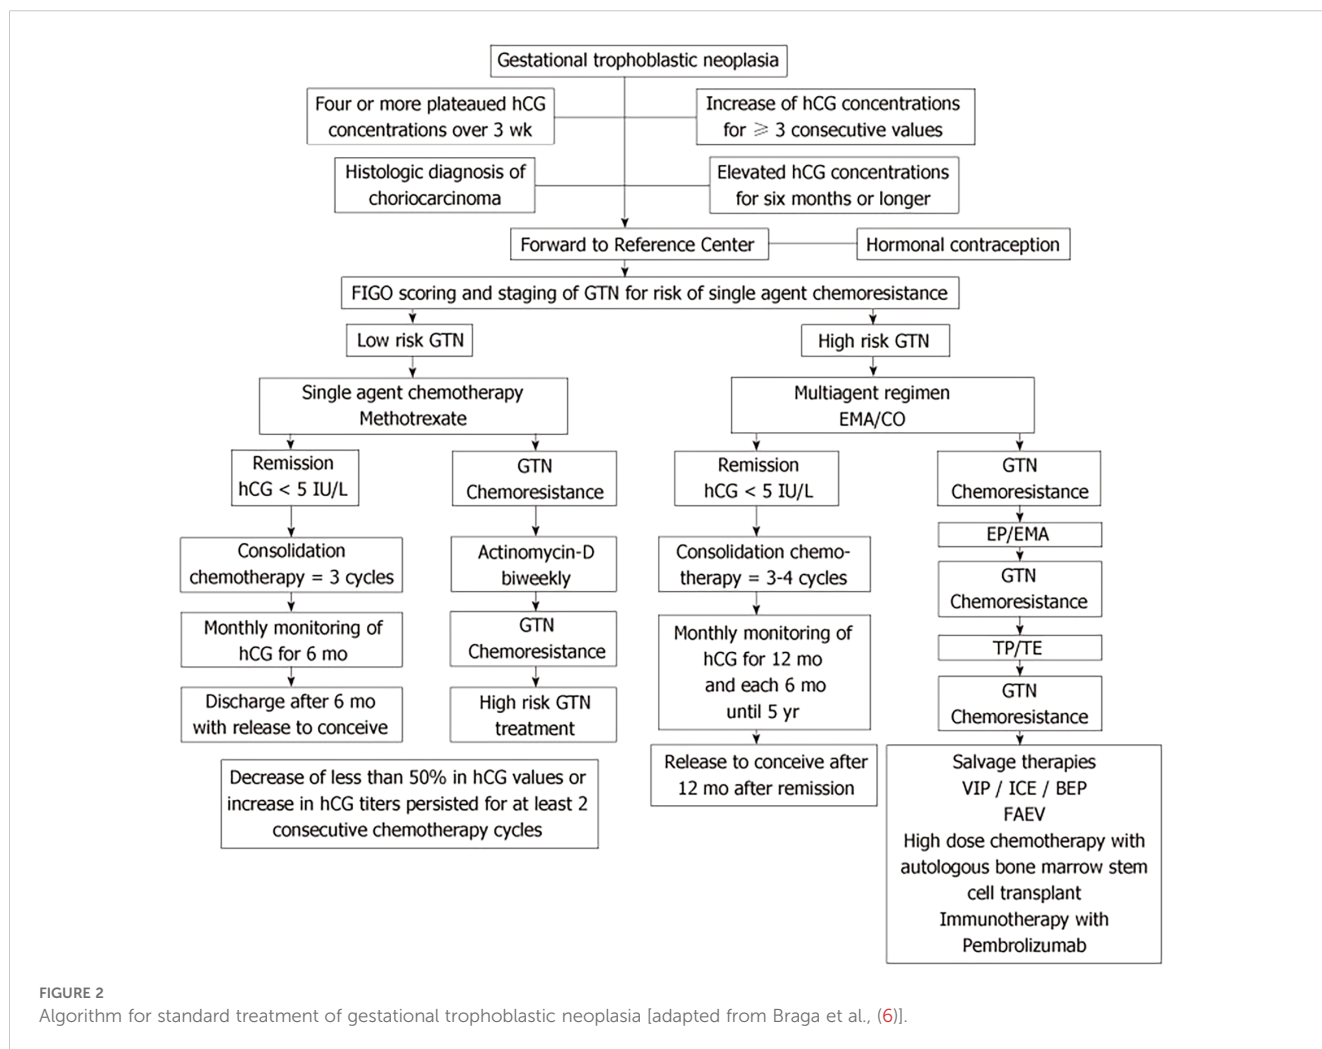 Gestational trophoblastic neoplasia
Four or more plateaued hCG
concentrations over 3 wk
Increase of hCG concentrations
for ⩾ 3 consecutive values
Histologic diagnosis of
choriocarcinoma
Elevated hCG concentrations
for six months or longer
Forward to Reference Center
Hormonal contraception
FIGO scoring and staging of GTN for risk of single agent chemoresistance
Low risk GTN
High risk GTN
Single agent chemotherapy
Methotrexate
Multiagent regimen
EMA/CO
Remission
hCG < 5 IU/L
GTN
Chemoresistance
Remission
hCG < 5 IU/L
GTN
Chemoresistance
Consolidation
chemotherapy = 3 cycles
Actinomycin-D
biweekly
Consolidation chemo-
therapy = 3-4 cycles
EP/EMA
GTN
Chemoresistance
Monthly monitoring of
hCG for 6 mo
GTN
Chemoresistance
Monthly monitoring of
hCG for 12 mo
and each 6 mo
until 5 yr
TP/TE
GTN
Chemoresistance
Discharge after 6 mo
with release to conceive
High risk GTN
treatment
Release to conceive after
12 mo after remission
Decrease of less than 50% in hCG values or
increase in hCG titers persisted for at least 2
consecutive chemotherapy cycles
Salvage therapies
VIP / ICE / BEP
FAEV
High dose chemotherapy with
autologous bone marrow stem
cell transplant
Immunotherapy with
Pembrolizumab
FIGURE 2
Algorithm for standard treatment of gestational trophoblastic neoplasia [adapted from Braga et al., (6)].